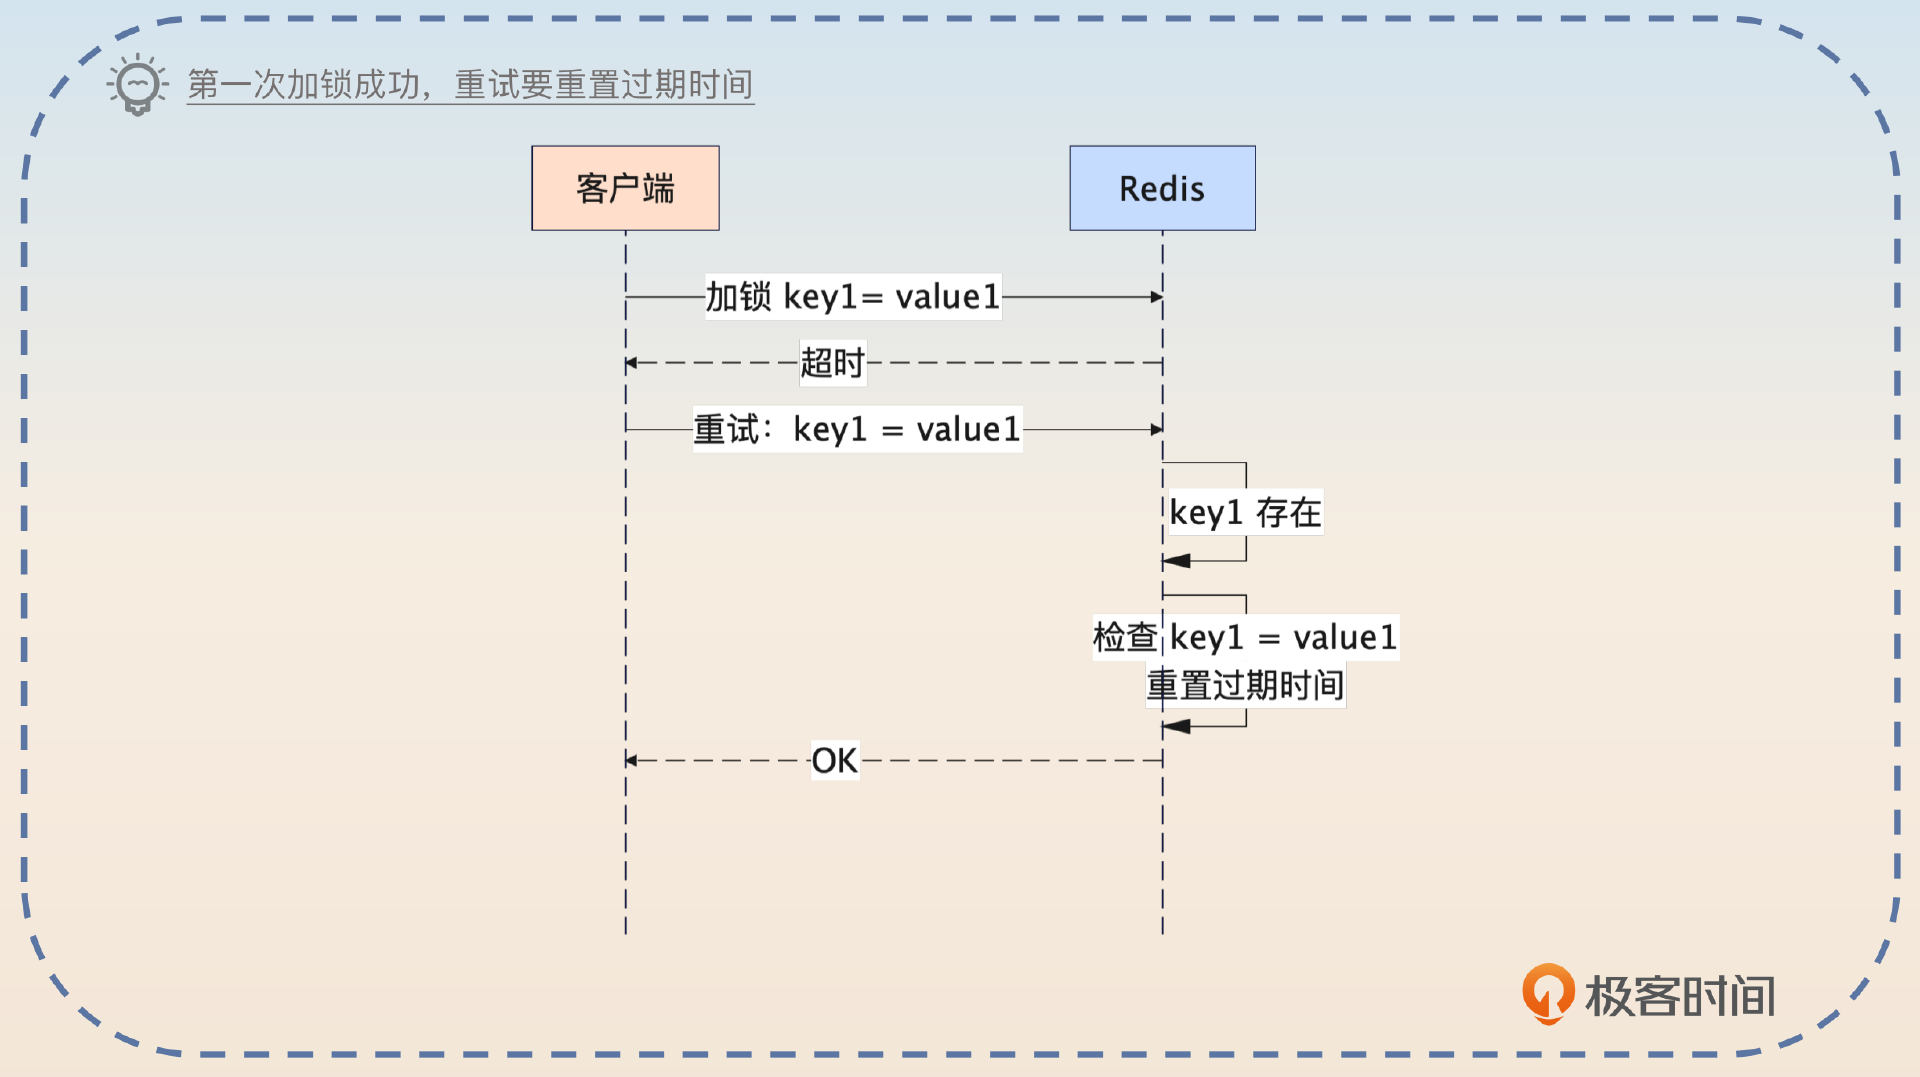 第一次加锁成功，重试要重置过期时间
客户端
Redis
加锁 key1= value1
超时
重试：key1 = value1
key1 存在
检查 key1 = value1
重置过期时间
OK
极客时间